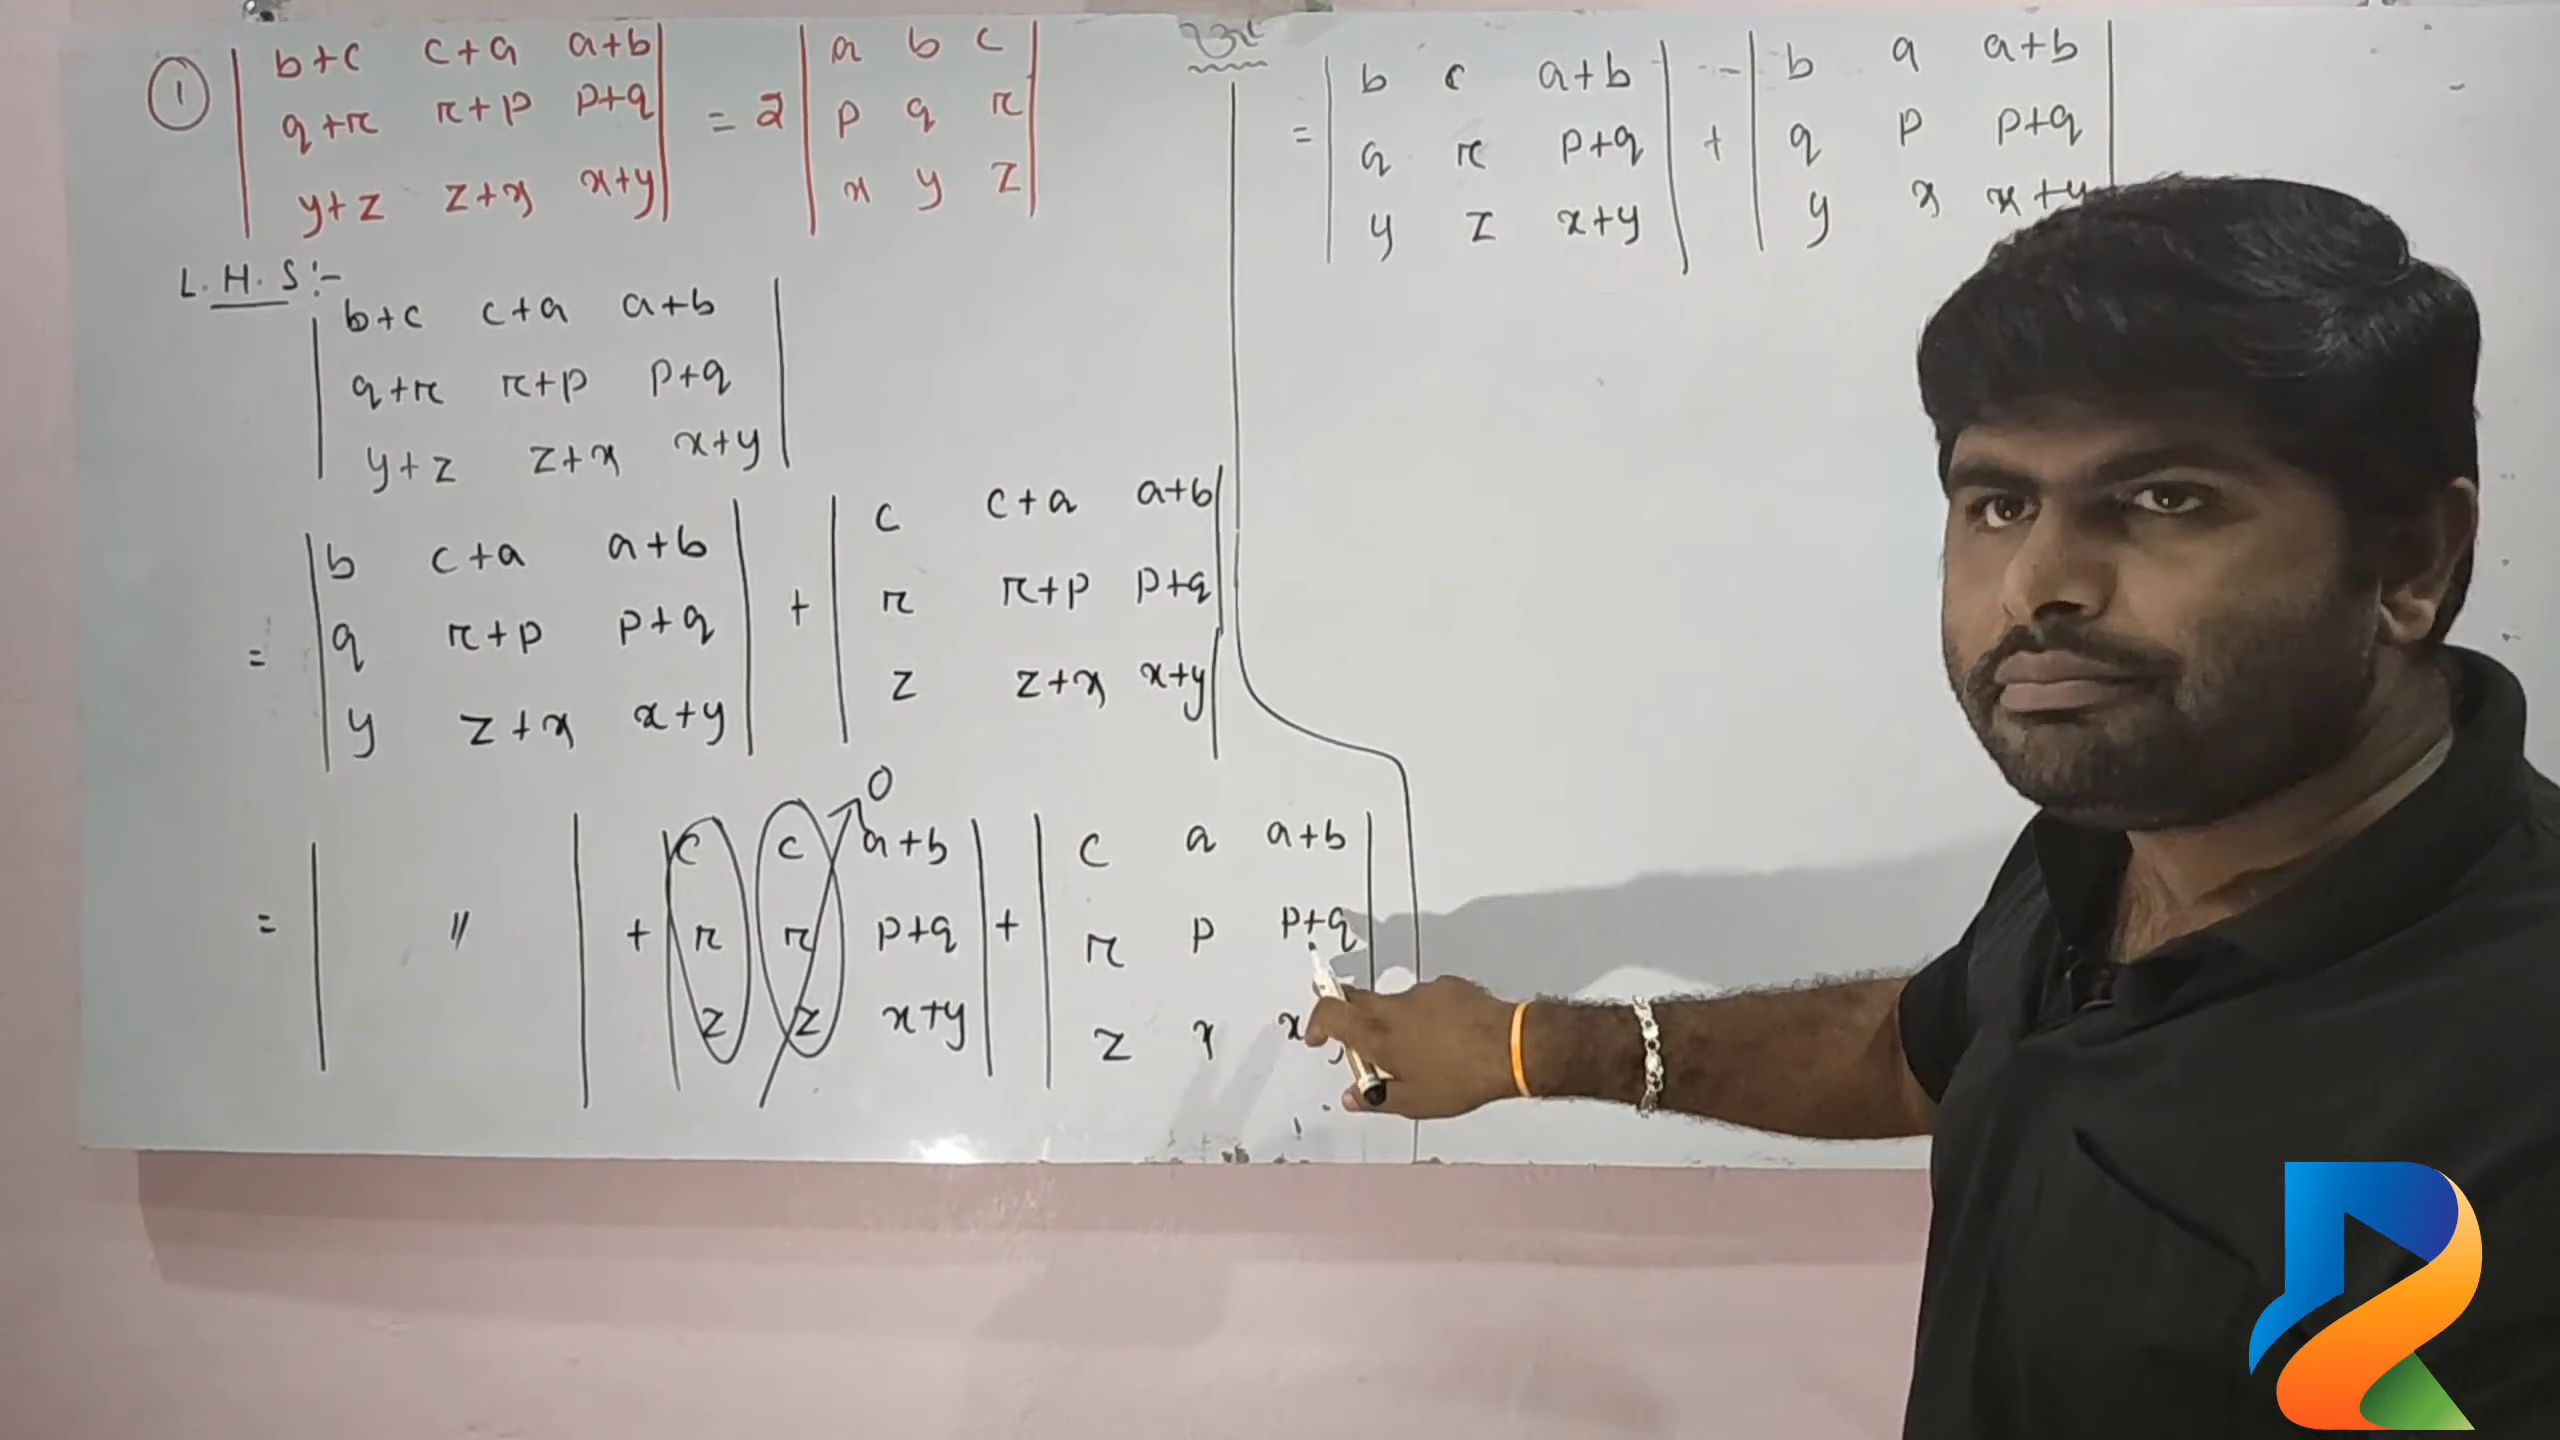 ① | b+c c+a a+b | = 2 | a b c |
| q+r r+p p+q | | p q r |
| y+z z+x x+y | | x y z |
L.H.S :-
| b+c c+a a+b |
| q+r r+p p+q |
| y+z z+x x+y |
= | b c+a a+b | + | c c+a a+b |
| q r+p p+q | | r r+p p+q |
| y z+x x+y | | z z+x x+y |
0
= | 〃 | + | c c a+b | + | c a a+b |
| r r p+q | | r p p+q |
| z z x+y | | z x x
= | b c a+b | + | b a a+b |
| q r p+q | | q p p+q |
| y z x+y | | y x x+y |